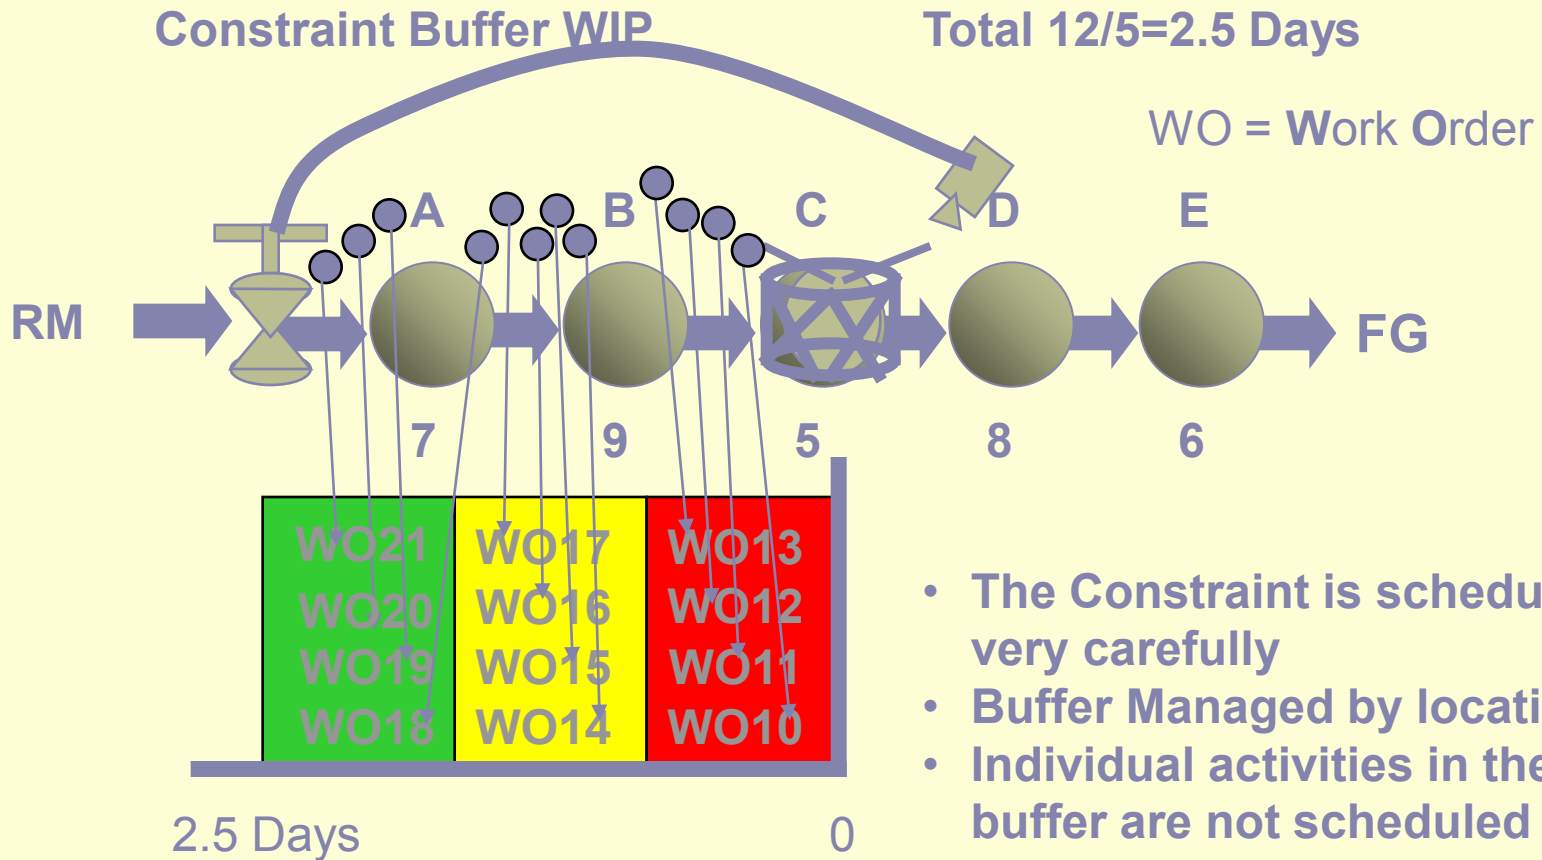 Constraint Buffer WIP
Total 12/5=2.5 Days
WO = Work Order
A B C D E
RM
FG
7 9 5 8 6
WO21 WO17 WO13
WO20 WO16 WO12
WO19 WO15 WO11
WO18 WO14 WO10
2.5 Days 0
• The Constraint is schedu
very carefully
• Buffer Managed by locati
• Individual activities in the
buffer are not scheduled